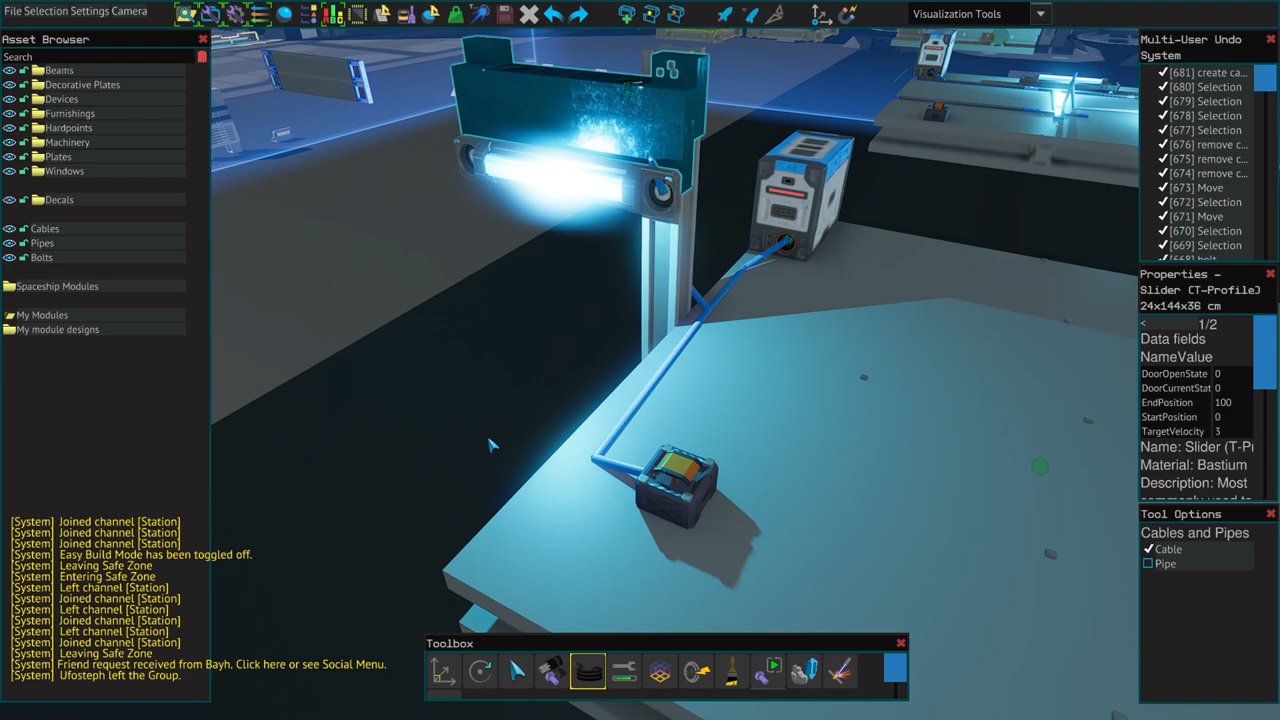 File Selection Settings Camera
Visualization Tools
Asset Browser
Search
Beams
Decorative Plates
Devices
Furnishings
Hardpoints
Machinery
Plates
Windows
Decals
Cables
Pipes
Bolts
Spaceship Modules
My Modules
My module designs
[System] Joined channel [Station]
[System] Joined channel [Station]
[System] Joined channel [Station]
[System] Easy Build Mode has been toggled off.
[System] Leaving Safe Zone
[System] Entering Safe Zone
[System] Left channel [Station]
[System] Joined channel [Station]
[System] Left channel [Station]
[System] Joined channel [Station]
[System] Left channel [Station]
[System] Joined channel [Station]
[System] Leaving Safe Zone
[System] Friend request received from Bayh. Click here or see Social Menu.
[System] Ufosteph left the Group.
Toolbox
Multi-User Undo
System
[681] create ca...
[680] Selection
[679] Selection
[678] Selection
[677] Selection
[676] remove c...
[675] remove c...
[674] remove c...
[673] Move
[672] Selection
[671] Move
[670] Selection
[669] Selection
Properties -
Slider (T-Profile)
24x144x36 cm
< 1/2
Data fields
NameValue
DoorOpenState 0
DoorCurrentStat 0
EndPosition 100
StartPosition 0
TargetVelocity 3
Name: Slider (T-P
Material: Bastium
Description: Most
commonly used to
Tool Options
Cables and Pipes
Cable
Pipe